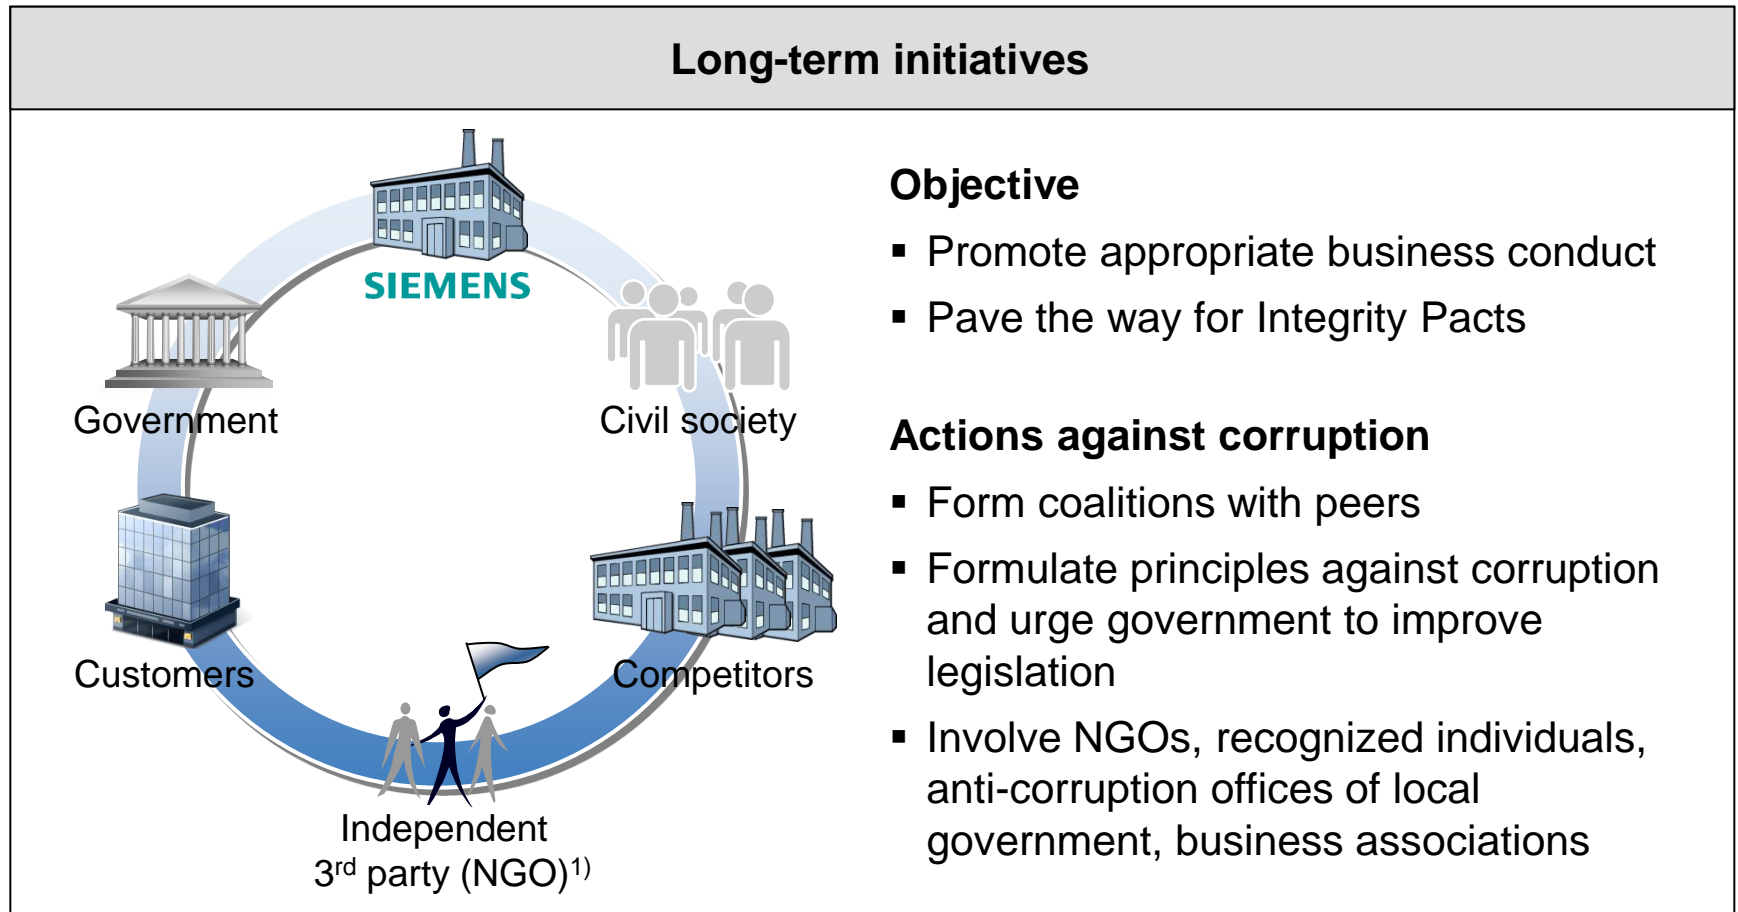 Long-term initiatives
SIEMENS
Government
Civil society
Customers
Competitors
Independent
3rd party (NGO)1)
Objective
▪ Promote appropriate business conduct
▪ Pave the way for Integrity Pacts
Actions against corruption
▪ Form coalitions with peers
▪ Formulate principles against corruption
and urge government to improve
legislation
▪ Involve NGOs, recognized individuals,
anti-corruption offices of local
government, business associations